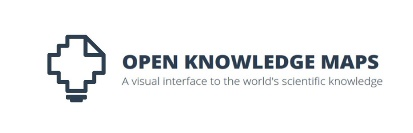 OPEN KNOWLEDGE MAPS
A visual interface to the world's scientific knowledge